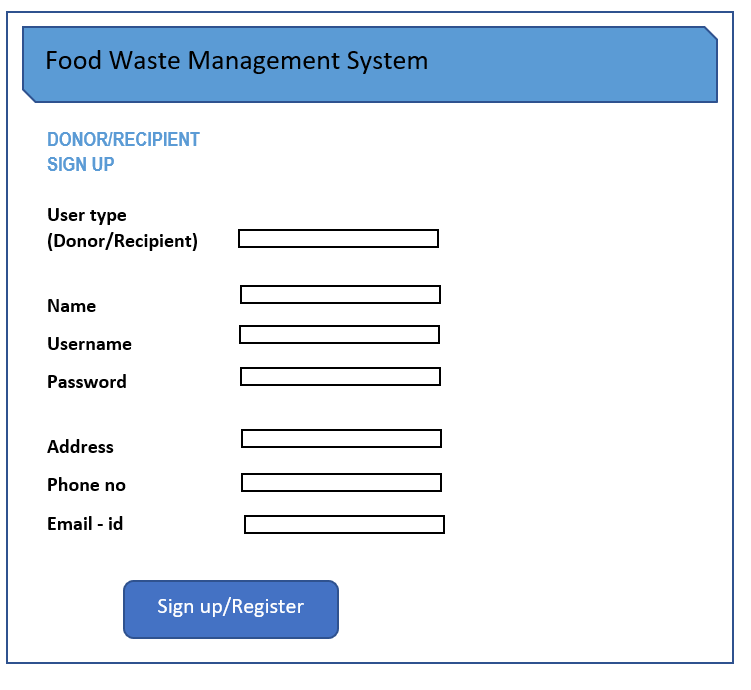 Food Waste Management System
DONOR/RECIPIENT
SIGN UP
User type
(Donor/Recipient)
Name
Username
Password
Address
Phone no
Email - id
Sign up/Register